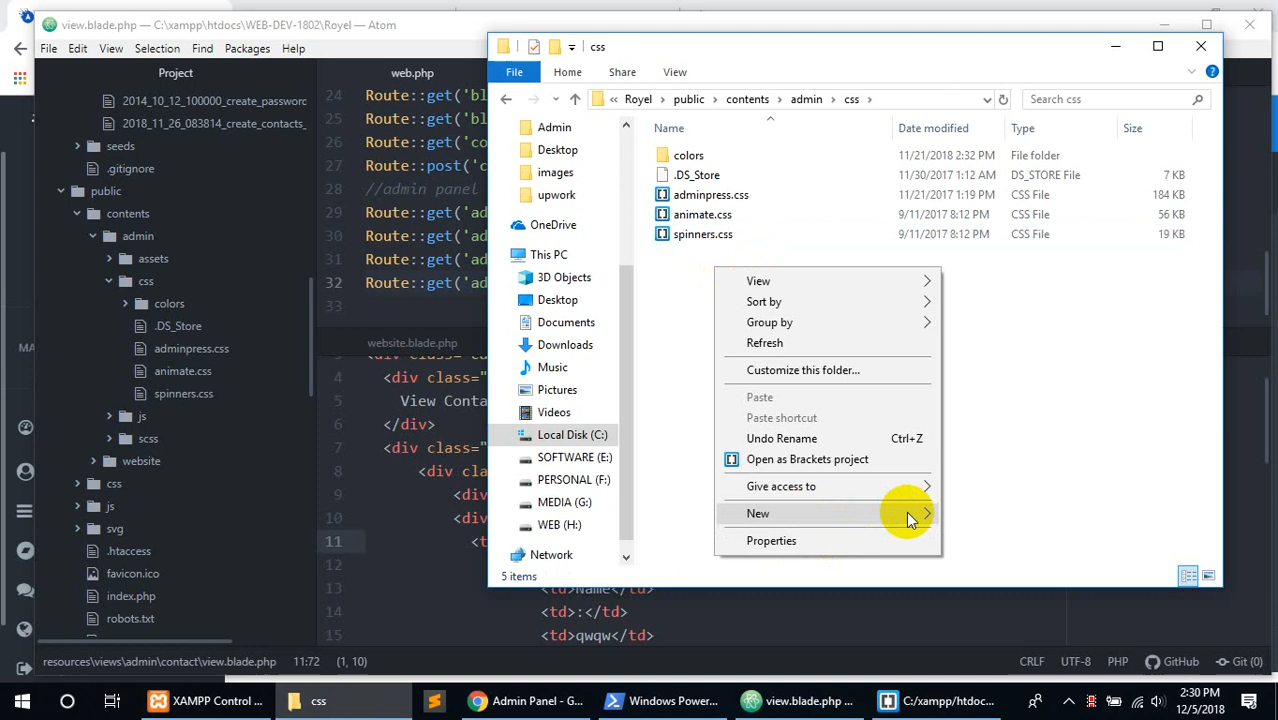 view.blade.php — C:\xampp\htdocs\WEB-DEV-1802\Royel — Atom
File Edit View Selection Find Packages Help
Project
2014_10_12_100000_create_password
2018_11_26_083814_create_contacts_
seeds
.gitignore
public
contents
admin
assets
css
colors
.DS_Store
adminpress.css
animate.css
spinners.css
js
scss
website
css
js
svg
.htaccess
favicon.ico
index.php
robots.txt
web.php
24 Route::get('bl
25 Route::get('bl
26 Route::get('co
27 Route::post('c
28 //admin panel
29 Route::get('ad
30 Route::get('ad
31 Route::get('ad
32 Route::get('ad
33
website.blade.php
4 <div class="
5 View Conta
6 </div>
7 <div class="
8 <div cla
9 <div
10 <div
11 <t
13 <td>Name</td>
14 <td>:</td>
15 <td>qwqw</td>
resources\views\admin\contact\view.blade.php 11:72 (1, 10)
CRLF UTF-8 PHP GitHub Git (0)
css
File Home Share View
« Royel › public › contents › admin › css ›
Search css
Admin
Desktop
images
upwork
OneDrive
This PC
3D Objects
Desktop
Documents
Downloads
Music
Pictures
Videos
Local Disk (C:)
SOFTWARE (E:)
PERSONAL (F:)
MEDIA (G:)
WEB (H:)
Network
Name Date modified Type Size
colors 11/21/2018 2:32 PM File folder
.DS_Store 11/30/2017 1:12 AM DS_STORE File 7 KB
adminpress.css 11/21/2017 1:19 PM CSS File 184 KB
animate.css 9/11/2017 8:12 PM CSS File 56 KB
spinners.css 9/11/2017 8:12 PM CSS File 19 KB
View
Sort by
Group by
Refresh
Customize this folder...
Paste
Paste shortcut
Undo Rename Ctrl+Z
Open as Brackets project
Give access to
New
Properties
5 items
XAMPP Control ...
css
Admin Panel - G...
Windows Power...
view.blade.php ...
C:/xampp/htdoc...
2:30 PM
12/5/2018